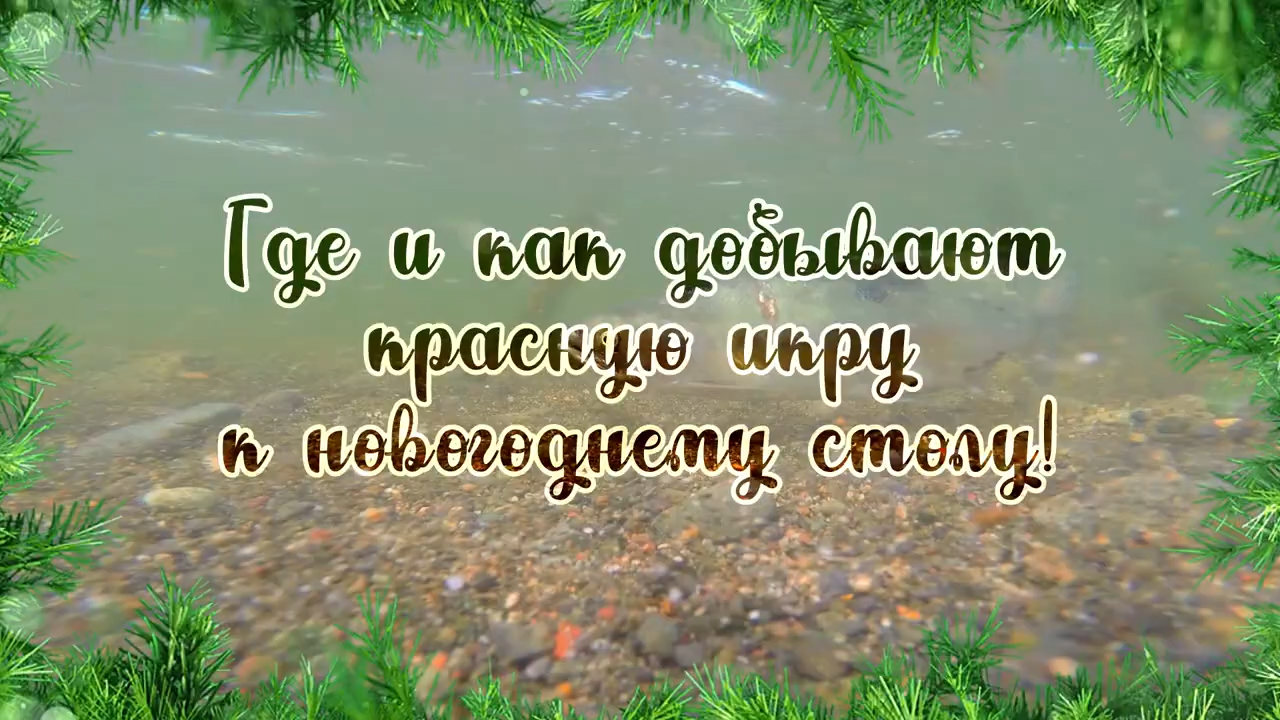 Где и как добывают
красную икру
к новогоднему столу!